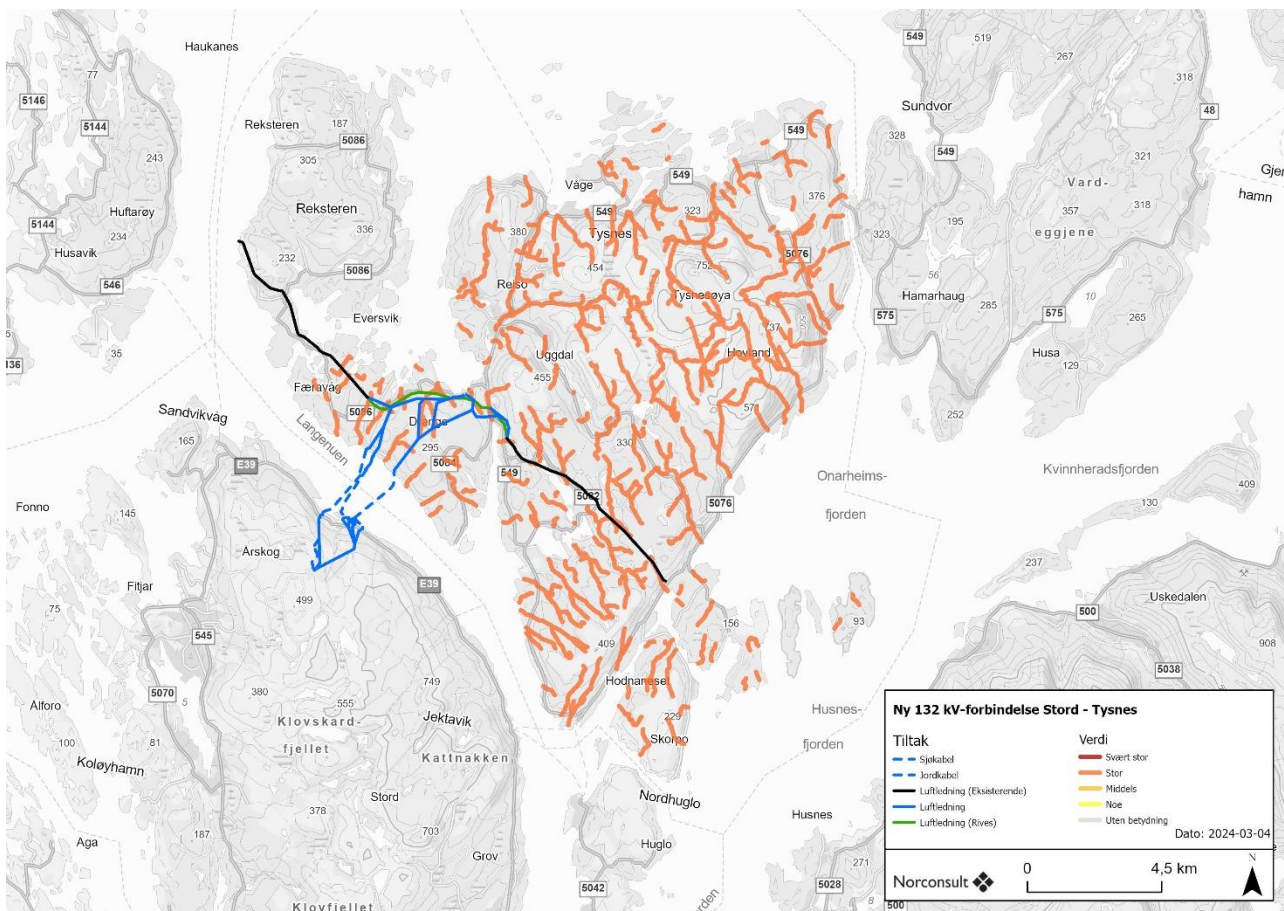 Haukanes
549
519
267
77
5146
5144
Reksteren
187
5086
Sundvor
549
318
48
243
305
Våge
549
549
328
321
Gjer
hamn
Huftarøy
Reksteren
376
Vard-
357
eggjene
318
5144
234
336
380
549
Tysnes
323
195
Husavik
232
5086
454
752
5076
323
56
546
Reiso
Tysnesøya
Hamarhaug
285
10
35
Eversvik
575
575
265
136
Uggdal
Hovland
Husa
129
Færavåg
455
Sandvikvåg
5086
Drange
57
252
165
Langenuen
295
330
E39
5084
549
Onarheims-
fjorden
Kvinnheradsfjorden
409
Fonno
145
5082
5076
130
Årskog
237
Fitjar
E39
Uskedalen
75
499
93
500
545
156
908
409
5038
5070
5
380
555
749
Hodnaneset
Álforo
Klovskard-
fjellet
Jektavik
229
Husnes-
fjorden
100
81
Kattnakken
Skorpo
Koløyhamn
378
Stord
Nordhuglo
187
703
Husnes
Aga
Huglo
271
Grov
5042
5028
8
Klovfjellet
500
Ny 132 kV-forbindelse Stord - Tysnes
Tiltak
Sjøkabel
Jordkabel
Luftledning (Eksisterende)
Luftledning
Luftledning (Rives)
Verdi
Svært stor
Stor
Middels
Noe
Uten betydning
Dato: 2024-03-04
Norconsult
0
4,5 km
N